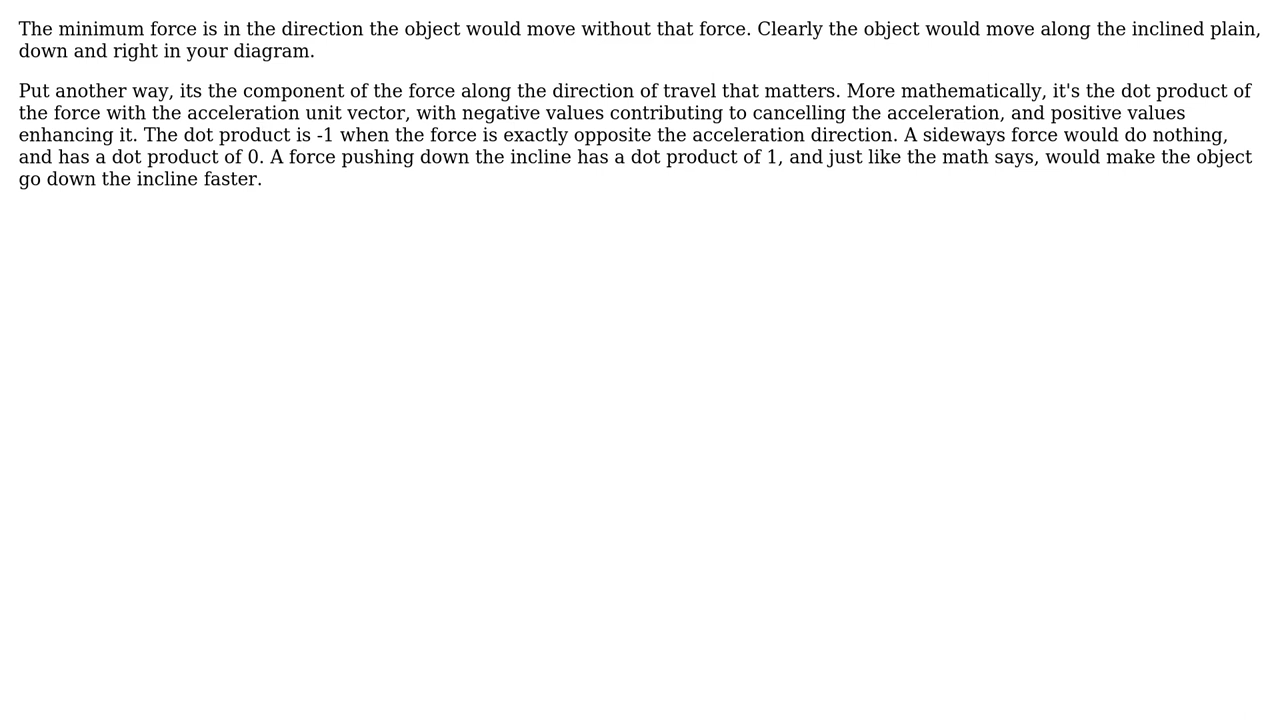 The minimum force is in the direction the object would move without that force. Clearly the object would move along the inclined plain,
down and right in your diagram.
Put another way, its the component of the force along the direction of travel that matters. More mathematically, it's the dot product of
the force with the acceleration unit vector, with negative values contributing to cancelling the acceleration, and positive values
enhancing it. The dot product is -1 when the force is exactly opposite the acceleration direction. A sideways force would do nothing,
and has a dot product of 0. A force pushing down the incline has a dot product of 1, and just like the math says, would make the object
go down the incline faster.